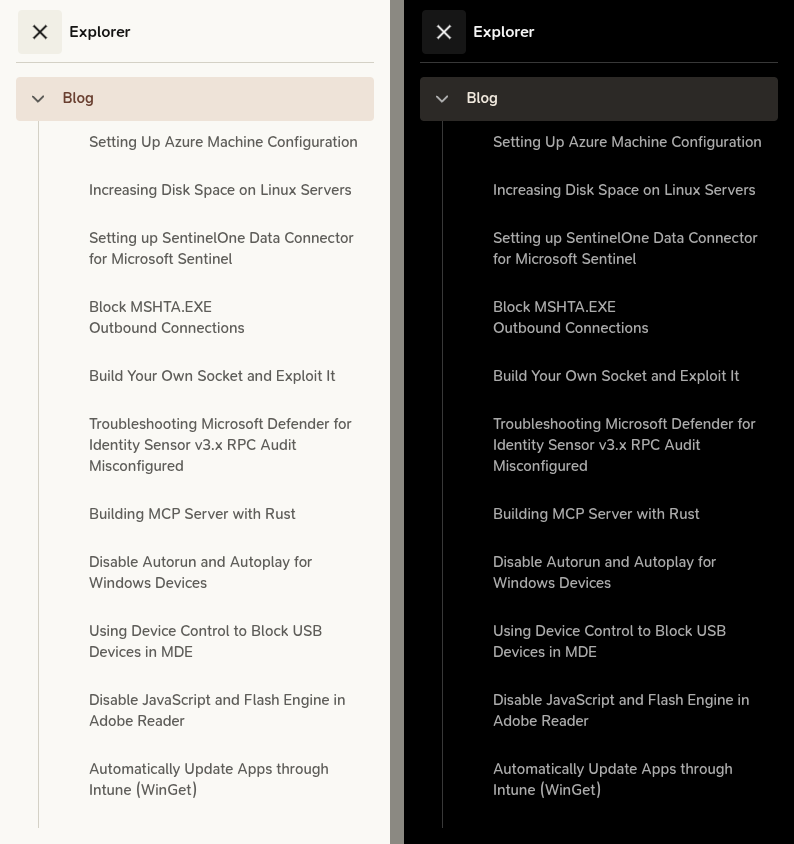 Explorer
Blog
Setting Up Azure Machine Configuration
Increasing Disk Space on Linux Servers
Setting up SentinelOne Data Connector
for Microsoft Sentinel
Block MSHTA.EXE
Outbound Connections
Build Your Own Socket and Exploit It
Troubleshooting Microsoft Defender for
Identity Sensor v3.x RPC Audit
Misconfigured
Building MCP Server with Rust
Disable Autorun and Autoplay for
Windows Devices
Using Device Control to Block USB
Devices in MDE
Disable JavaScript and Flash Engine in
Adobe Reader
Automatically Update Apps through
Intune (WinGet)
Explorer
Blog
Setting Up Azure Machine Configuration
Increasing Disk Space on Linux Servers
Setting up SentinelOne Data Connector
for Microsoft Sentinel
Block MSHTA.EXE
Outbound Connections
Build Your Own Socket and Exploit It
Troubleshooting Microsoft Defender for
Identity Sensor v3.x RPC Audit
Misconfigured
Building MCP Server with Rust
Disable Autorun and Autoplay for
Windows Devices
Using Device Control to Block USB
Devices in MDE
Disable JavaScript and Flash Engine in
Adobe Reader
Automatically Update Apps through
Intune (WinGet)